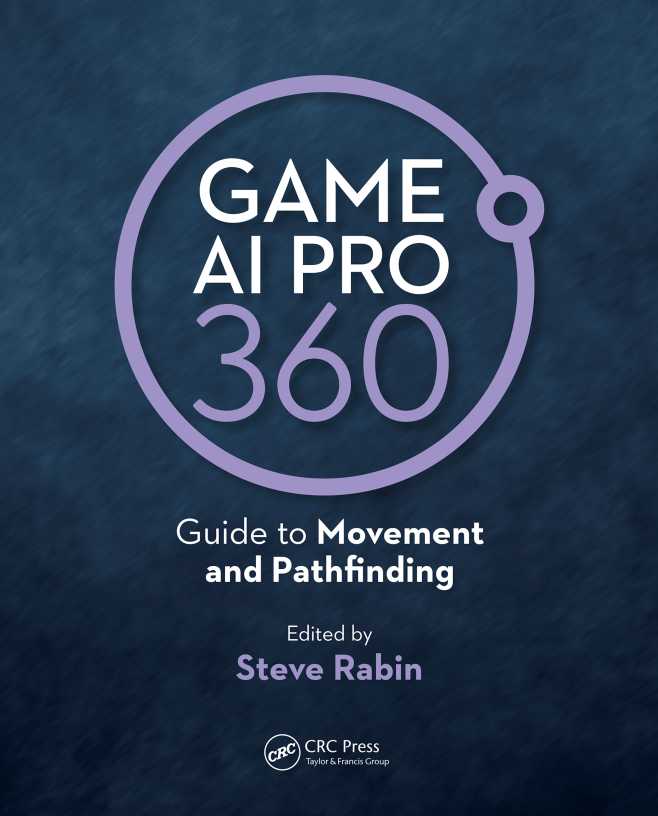 GAME
AI PRO
360
Guide to Movement
and Pathfinding
Edited by
Steve Rabin
CRC
CRC Press
Taylor & Francis Group